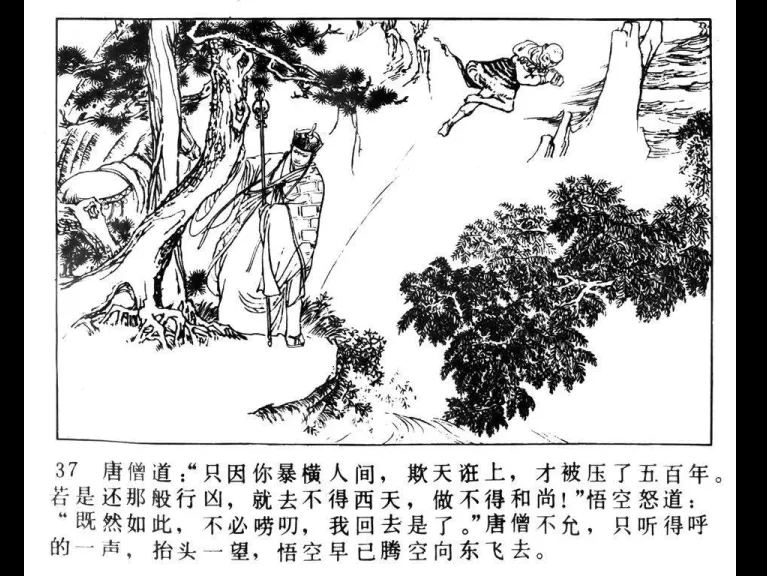 37 唐僧道：“只因你暴横人间，欺天诳上，才被压了五百年。
若是还那般行凶，就去不得西天，做不得和尚！”悟空怒道：
“既然如此，不必唠叨，我回去是了。”唐僧不允，只听得呼
的一声，抬头一望，悟空早已腾空向东飞去。